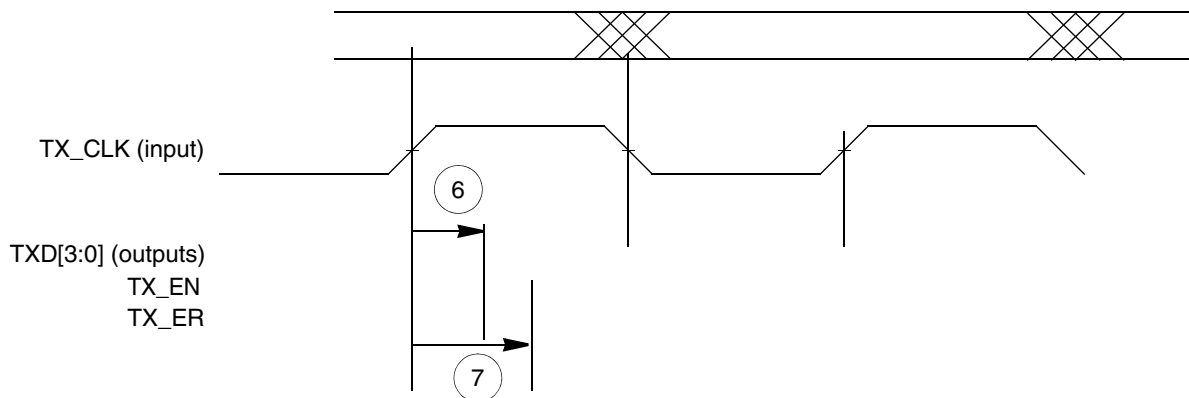 TX_CLK (input)
6
TXD[3:0] (outputs)
TX_EN
TX_ER
7